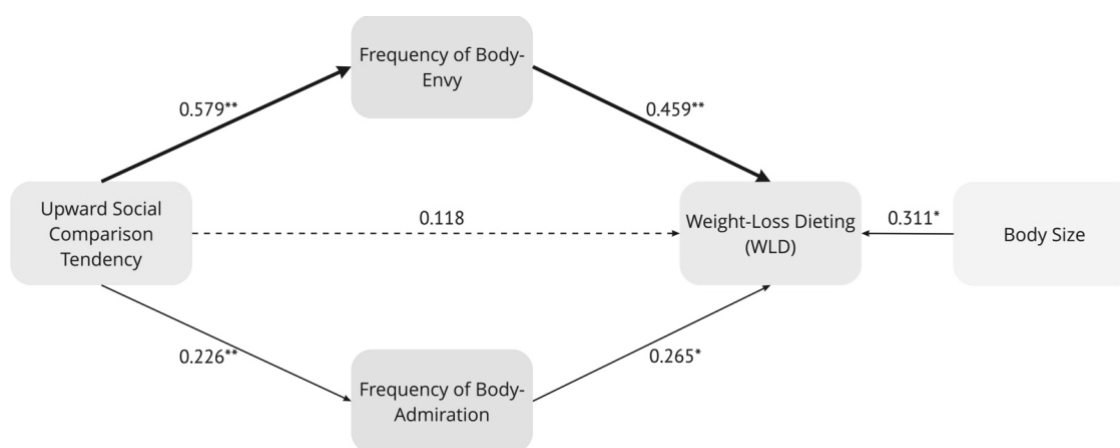 Frequency of Body-
Envy
0.579**
0.459**
Upward Social
Comparison
Tendency
0.118
Weight-Loss Dieting
(WLD)
0.311*
Body Size
0.226**
0.265*
Frequency of Body-
Admiration